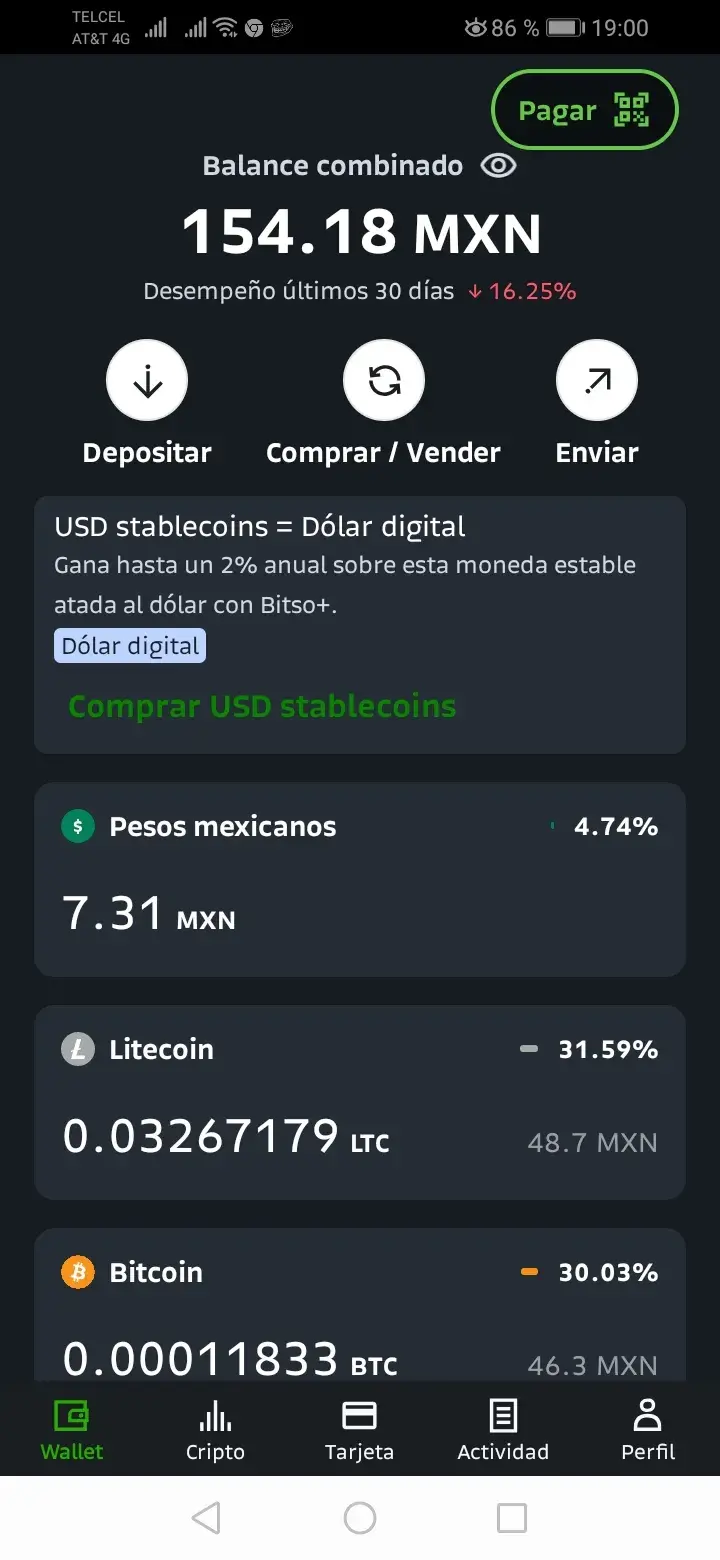 TELCEL
AT&T 4G
86 %
19:00
Pagar
Balance combinado
154.18 MXN
Desempeño últimos 30 días ↓ 16.25%
Depositar
Comprar / Vender
Enviar
USD stablecoins = Dólar digital
Gana hasta un 2% anual sobre esta moneda estable
atada al dólar con Bitso+.
Dólar digital
Comprar USD stablecoins
$ Pesos mexicanos 4.74%
7.31 MXN
Litecoin 31.59%
0.03267179 LTC 48.7 MXN
Bitcoin 30.03%
0.00011833 BTC 46.3 MXN
Wallet
Cripto
Tarjeta
Actividad
Perfil